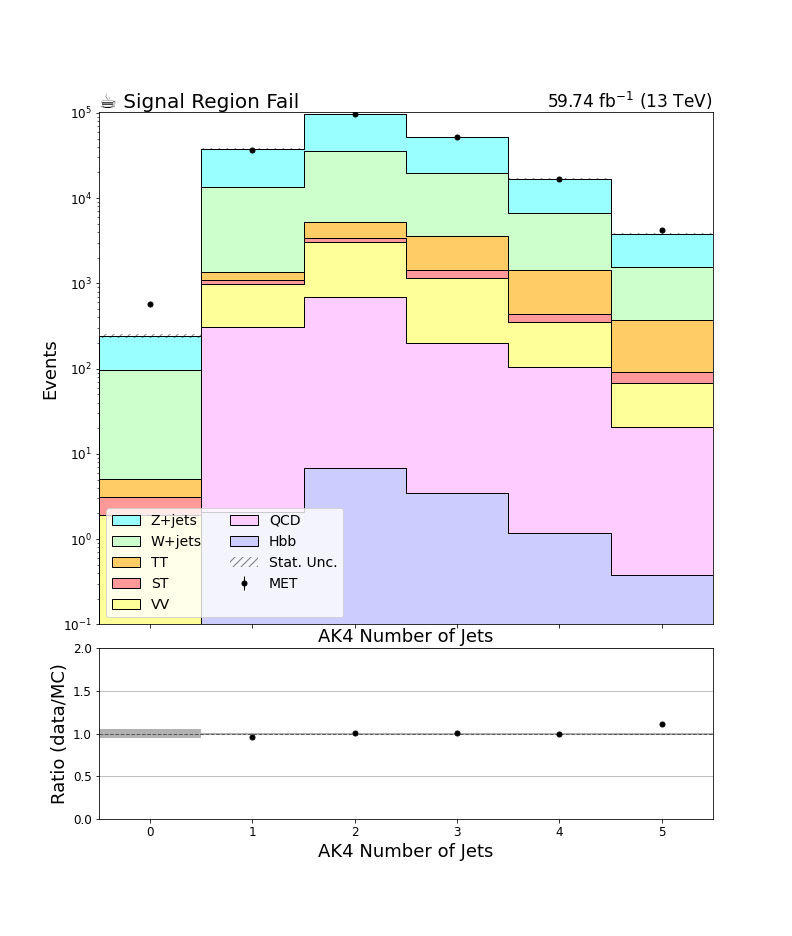 ☕ Signal Region Fail
59.74 fb⁻¹ (13 TeV)
10⁵
10⁴
10³
10²
10¹
10⁰
10⁻¹
Events
Z+jets
W+jets
TT
ST
VV
QCD
Hbb
Stat. Unc.
MET
AK4 Number of Jets
2.0
1.5
1.0
0.5
0.0
Ratio (data/MC)
0 1 2 3 4 5
AK4 Number of Jets